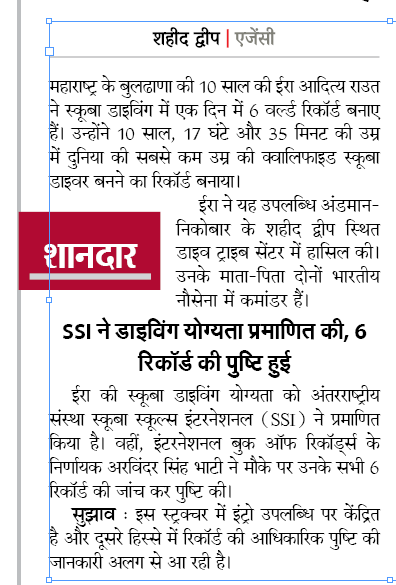 शहीद द्वीप | एजेंसी
महाराष्ट्र के बुलढाणा की 10 साल की ईरा आदित्य राउत
ने स्कूबा डाइविंग में एक दिन में 6 वर्ल्ड रिकॉर्ड बनाए
हैं। उन्होंने 10 साल, 17 घंटे और 35 मिनट की उम्र
में दुनिया की सबसे कम उम्र की क्वालिफाइड स्कूबा
डाइवर बनने का रिकॉर्ड बनाया।
शानदार
ईरा ने यह उपलब्धि अंडमान-
निकोबार के शहीद द्वीप स्थित
डाइव ट्राइब सेंटर में हासिल की।
उनके माता-पिता दोनों भारतीय
नौसेना में कमांडर हैं।
SSI ने डाइविंग योग्यता प्रमाणित की, 6
रिकॉर्ड की पुष्टि हुई
ईरा की स्कूबा डाइविंग योग्यता को अंतरराष्ट्रीय
संस्था स्कूबा स्कूल्स इंटरनेशनल (SSI) ने प्रमाणित
किया है। वहीं, इंटरनेशनल बुक ऑफ रिकॉर्ड्स के
निर्णायक अरविंदर सिंह भाटी ने मौके पर उनके सभी 6
रिकॉर्ड की जांच कर पुष्टि की।
सुझाव : इस स्ट्रक्चर में इंट्रो उपलब्धि पर केंद्रित
है और दूसरे हिस्से में रिकॉर्ड की आधिकारिक पुष्टि की
जानकारी अलग से आ रही है।